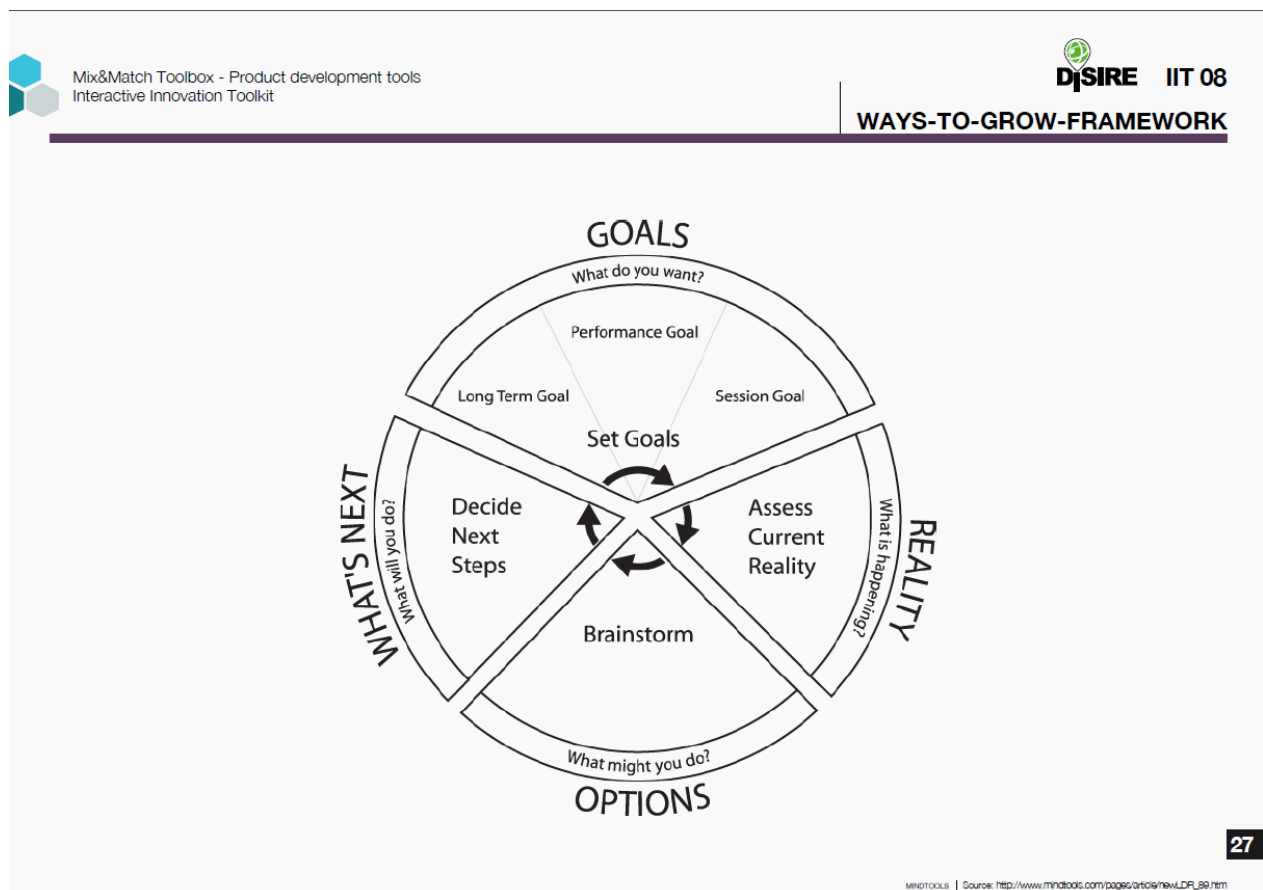 Mix&Match Toolbox - Product development tools
Interactive Innovation Toolkit
DiSIRE IIT 08
WAYS-TO-GROW-FRAMEWORK
GOALS
What do you want?
Performance Goal
Long Term Goal
Session Goal
Set Goals
WHAT'S NEXT
What will you do?
Decide
Next
Steps
Assess
Current
Reality
What is happening?
REALITY
Brainstorm
What might you do?
OPTIONS
27
MINDTOOLS | Source: http://www.mindtools.com/pages/article/newLDR_89.htm